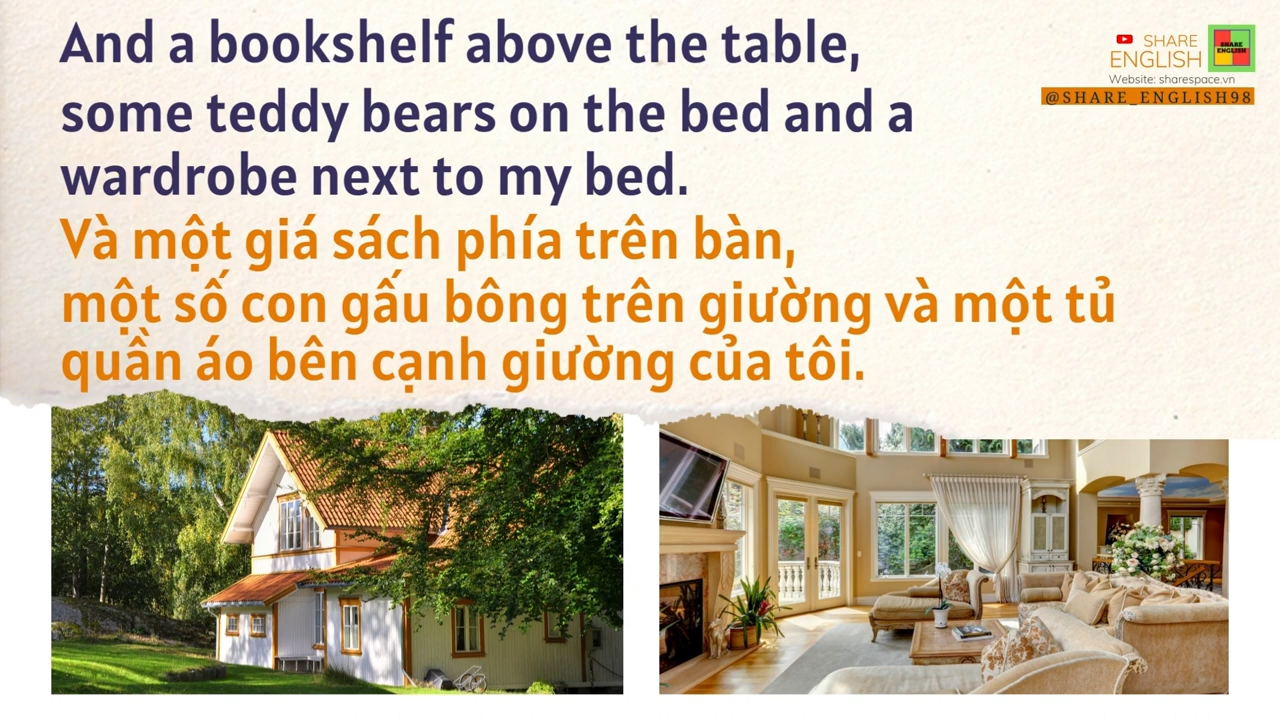 And a bookshelf above the table,
some teddy bears on the bed and a
wardrobe next to my bed.
Và một giá sách phía trên bàn,
một số con gấu bông trên giường và một tủ
quần áo bên cạnh giường của tôi.
SHARE
ENGLISH
SHARE
ENGLISH
Website: sharespace.vn
@SHARE_ENGLISH98